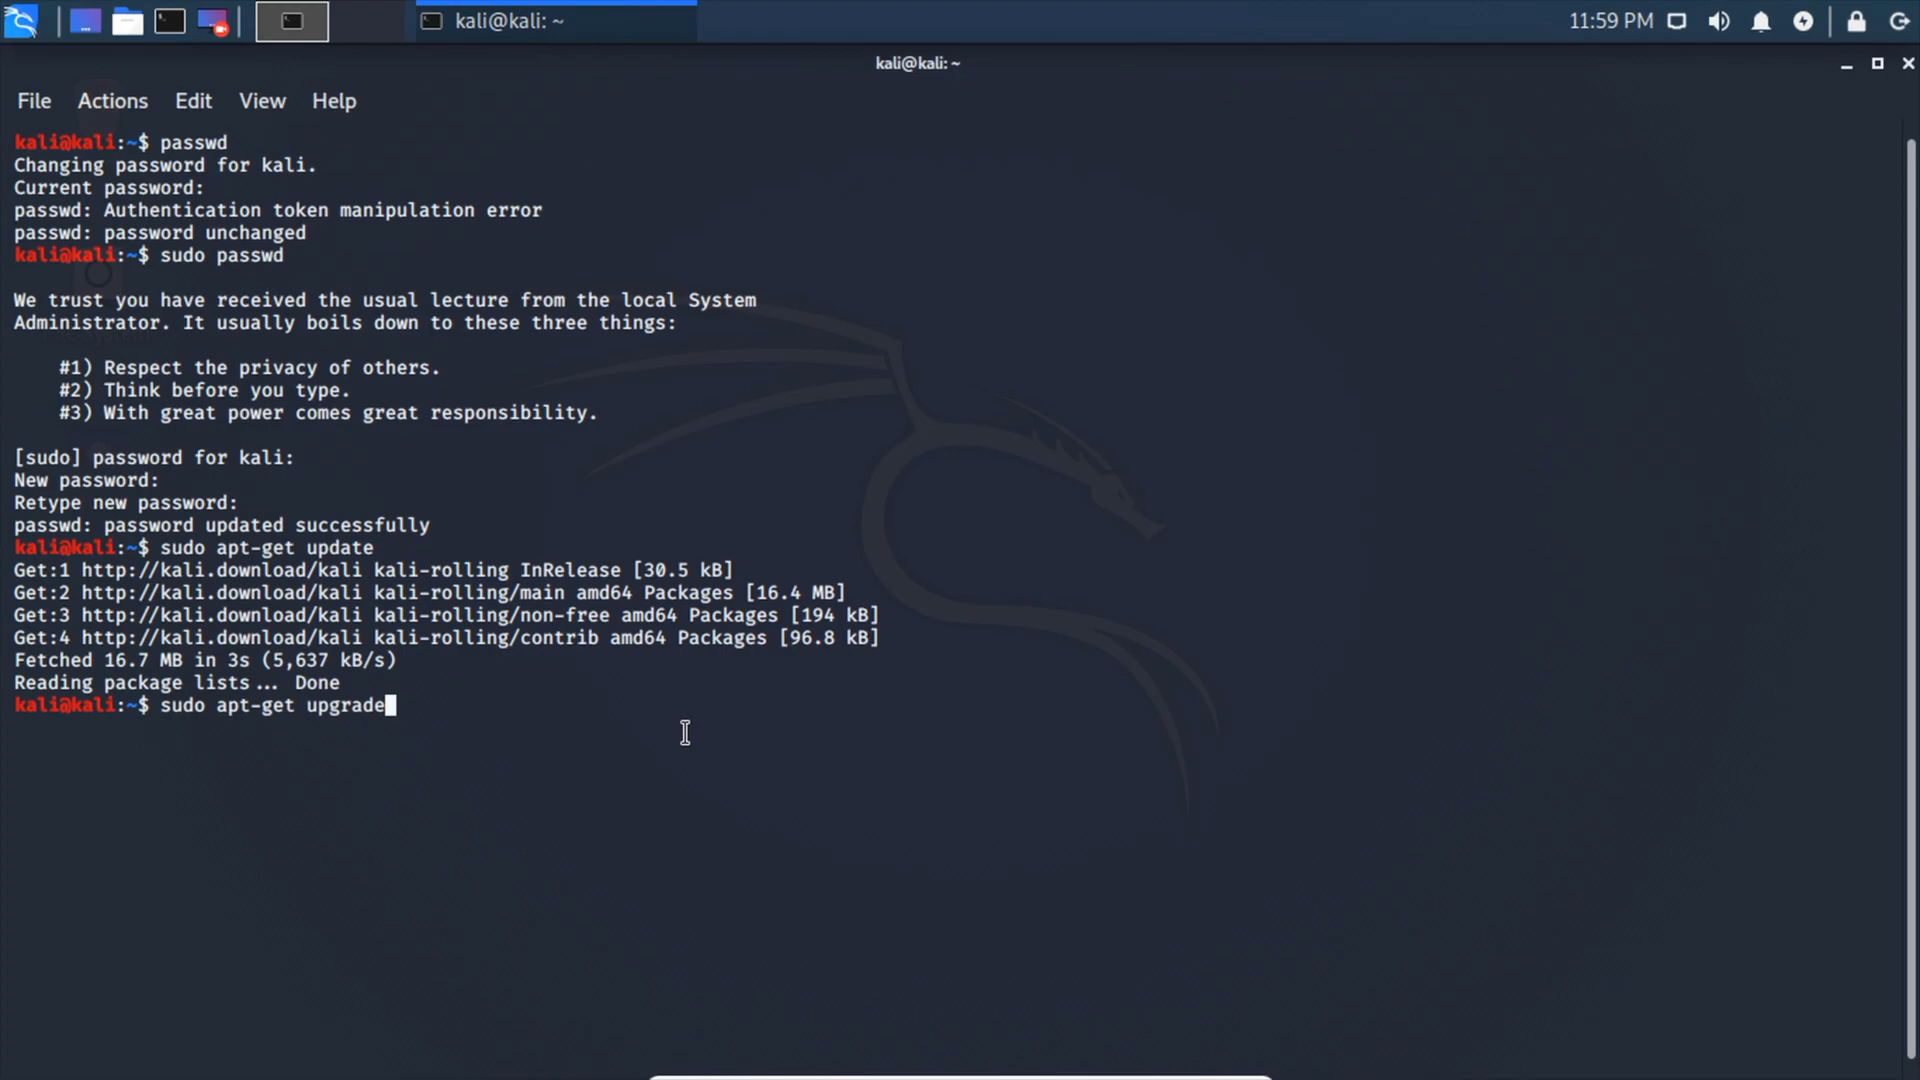 kali@kali: ~
11:59 PM
kali@kali: ~
File Actions Edit View Help
kali@kali:~$ passwd
Changing password for kali.
Current password:
passwd: Authentication token manipulation error
passwd: password unchanged
kali@kali:~$ sudo passwd
We trust you have received the usual lecture from the local System
Administrator. It usually boils down to these three things:
#1) Respect the privacy of others.
#2) Think before you type.
#3) With great power comes great responsibility.
[sudo] password for kali:
New password:
Retype new password:
passwd: password updated successfully
kali@kali:~$ sudo apt-get update
Get:1 http://kali.download/kali kali-rolling InRelease [30.5 kB]
Get:2 http://kali.download/kali kali-rolling/main amd64 Packages [16.4 MB]
Get:3 http://kali.download/kali kali-rolling/non-free amd64 Packages [194 kB]
Get:4 http://kali.download/kali kali-rolling/contrib amd64 Packages [96.8 kB]
Fetched 16.7 MB in 3s (5,637 kB/s)
Reading package lists... Done
kali@kali:~$ sudo apt-get upgrade